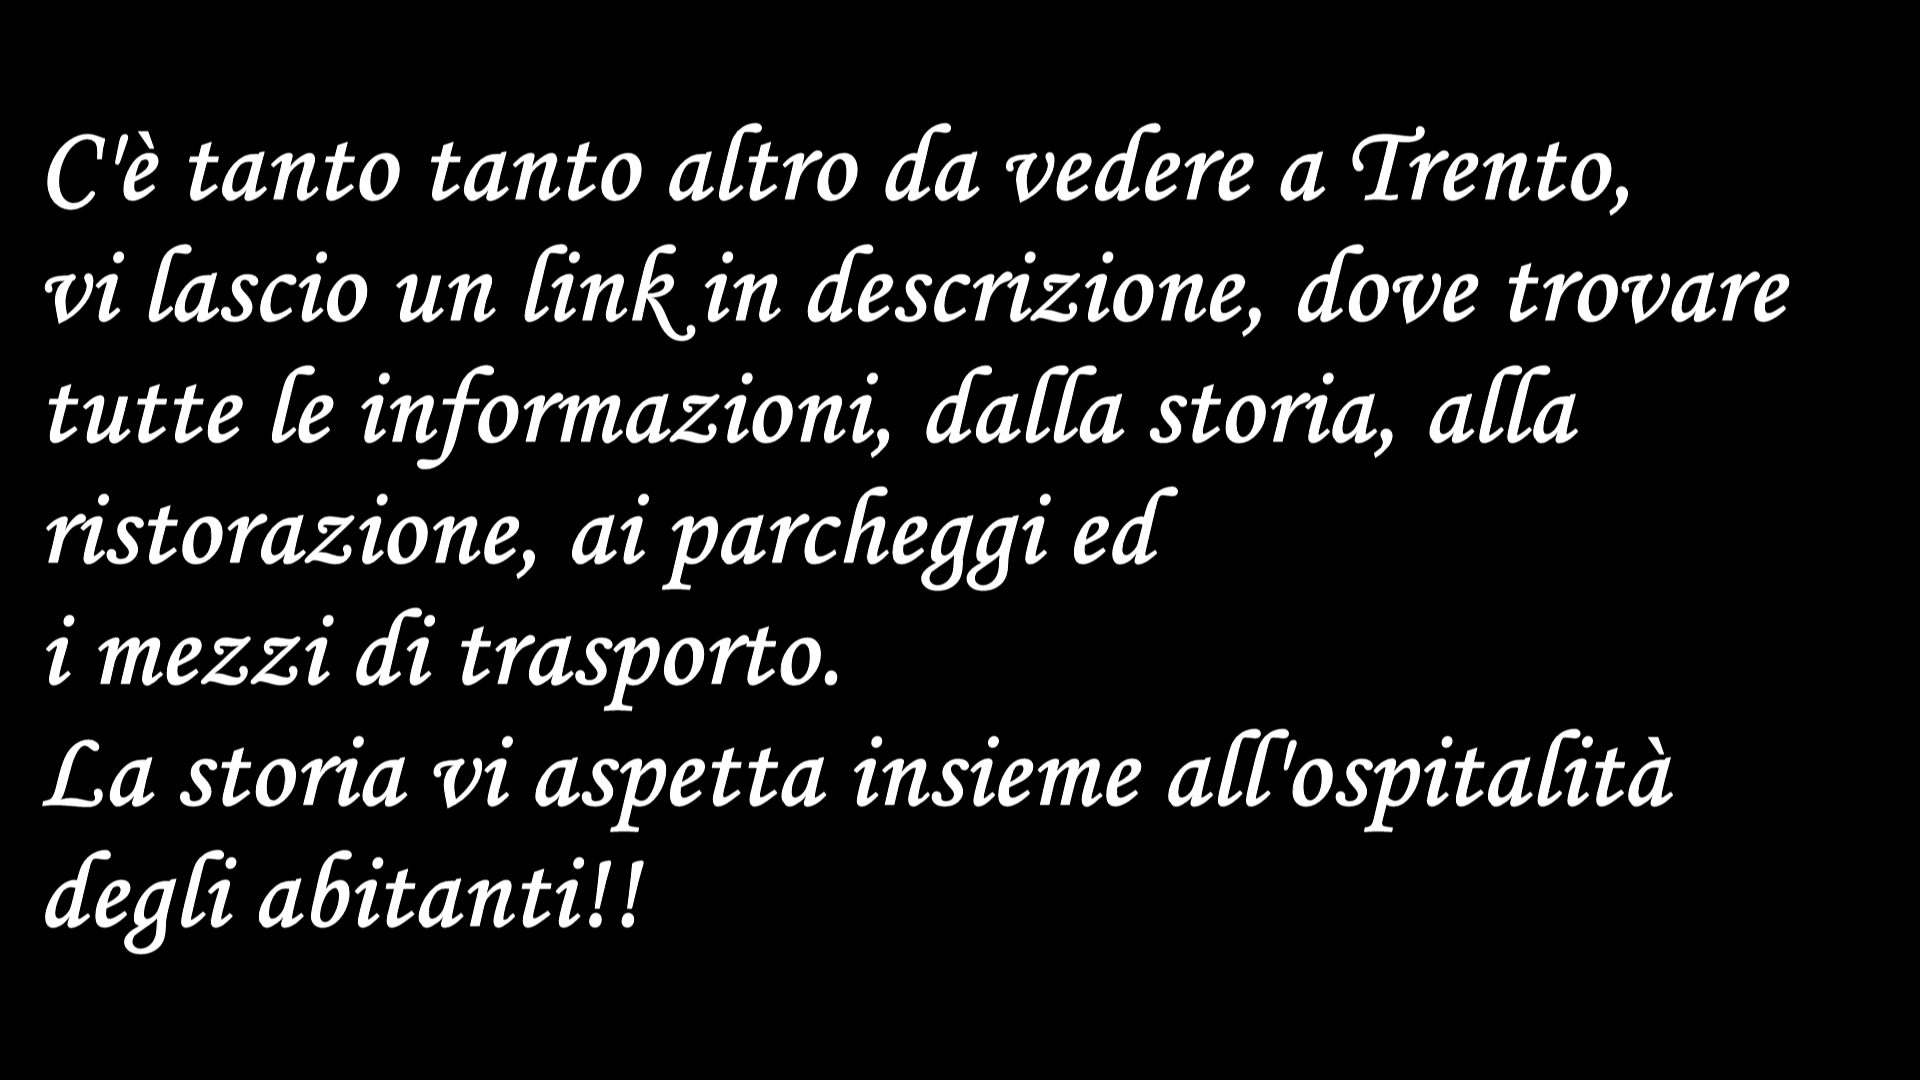 C'è tanto tanto altro da vedere a Trento,
vi lascio un link in descrizione, dove trovare
tutte le informazioni, dalla storia, alla
ristorazione, ai parcheggi ed
i mezzi di trasporto.
La storia vi aspetta insieme all'ospitalità
degli abitanti!!